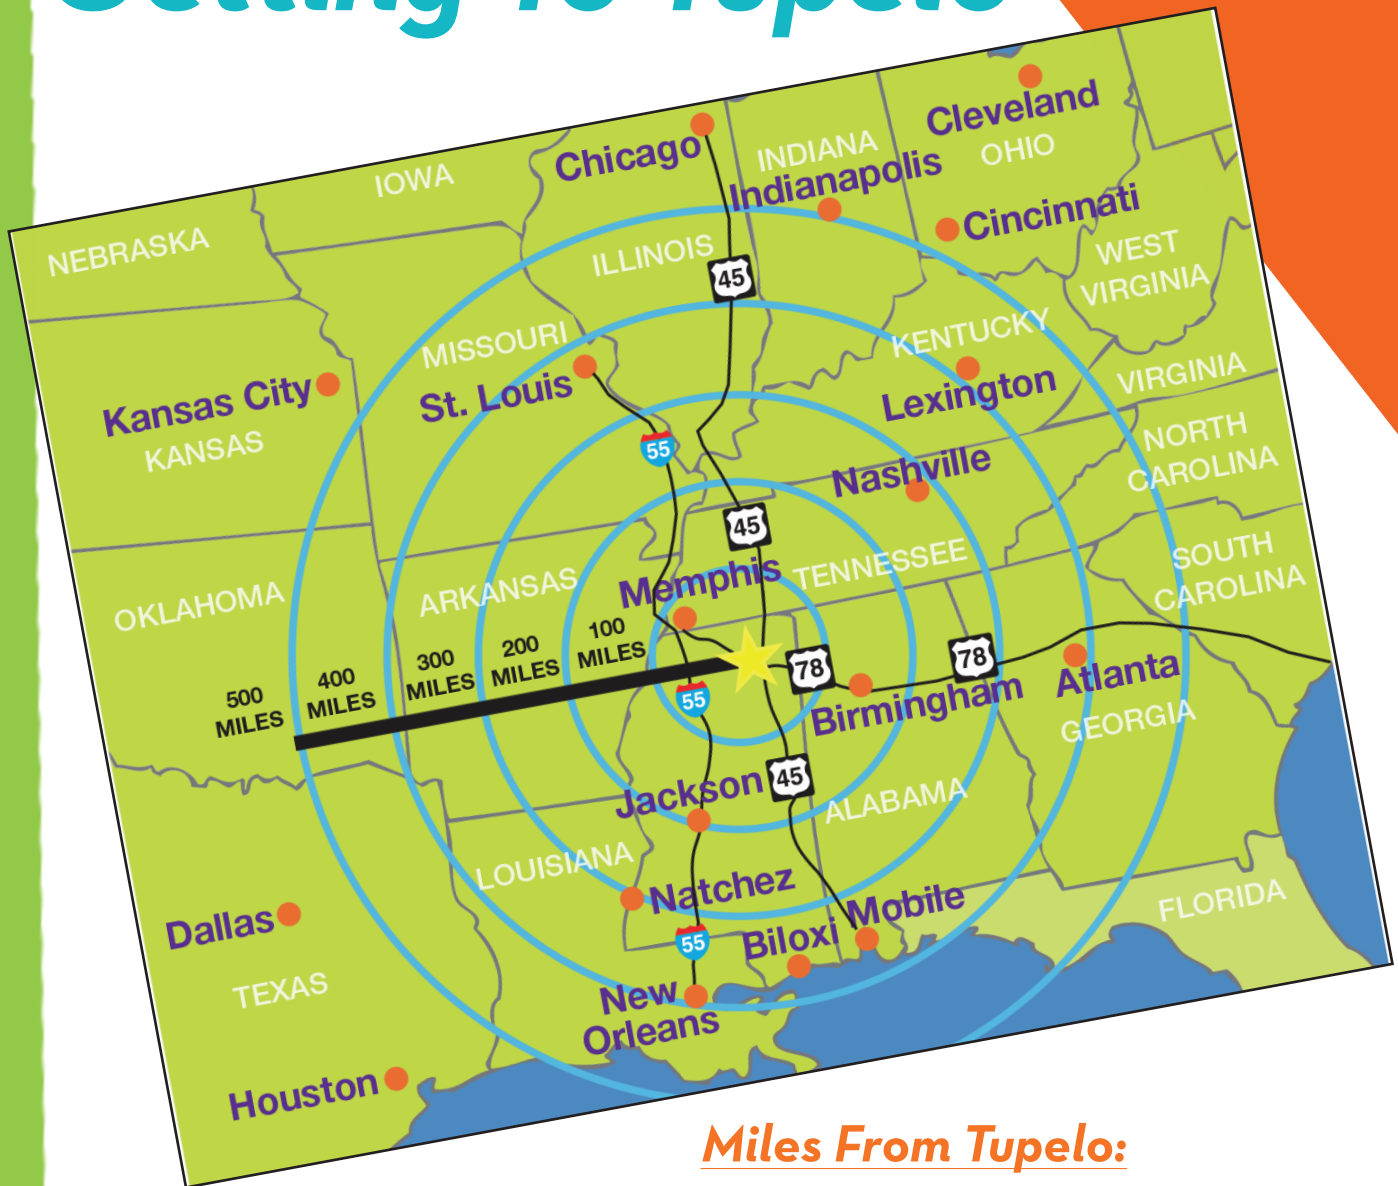 Getting To Tupelo
Cleveland
OHIO
Chicago
INDIANA
Indianapolis
IOWA
Cincinnati
NEBRASKA
ILLINOIS
45
WEST
VIRGINIA
MISSOURI
KENTUCKY
St. Louis
Kansas City
KANSAS
Lexington
VIRGINIA
55
NORTH
CAROLINA
Nashville
45
OKLAHOMA
ARKANSAS
Memphis
TENNESSEE
SOUTH
CAROLINA
500
MILES
400
MILES
300
MILES
200
MILES
100
MILES
78
78
55
Birmingham
Atlanta
GEORGIA
45
Jackson
ALABAMA
LOUISIANA
Natchez
Dallas
55
Biloxi
Mobile
FLORIDA
TEXAS
New
Orleans
Houston
Miles From Tupelo: